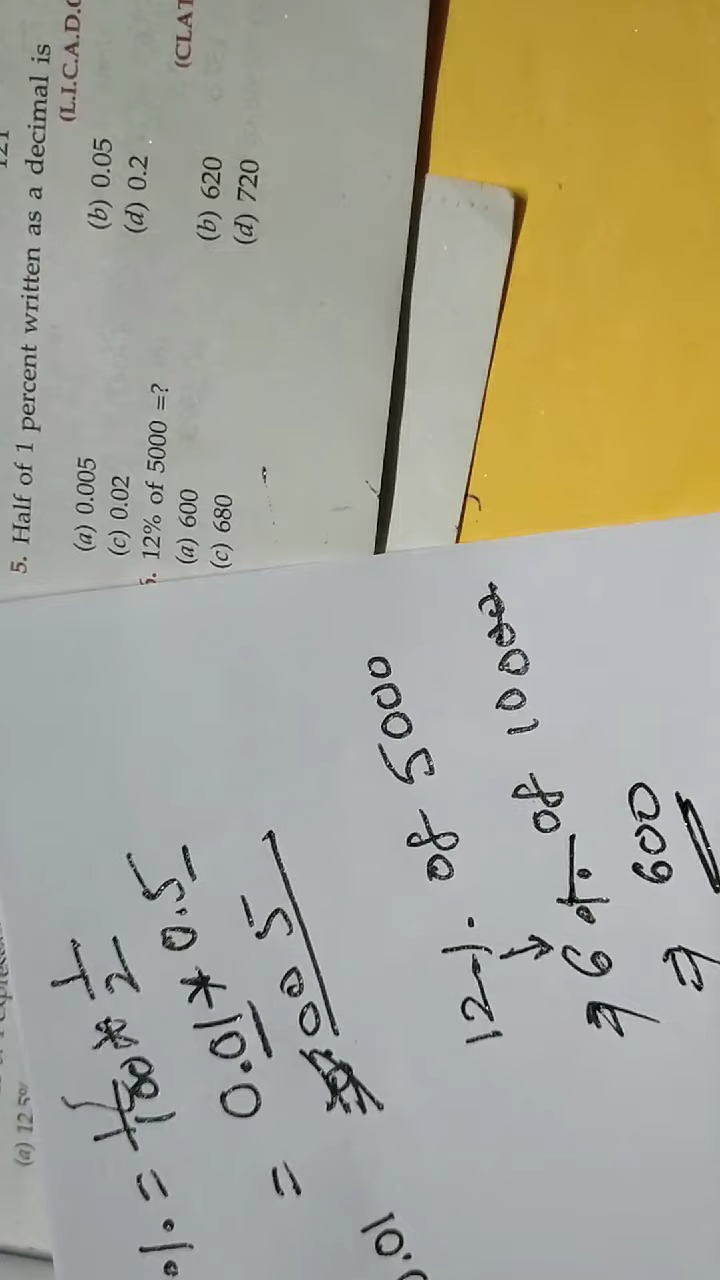 121
5. Half of 1 percent written as a decimal is
(L.I.C.A.D.
(a) 0.005 (b) 0.05
(c) 0.02 (d) 0.2
12% of 5000 =?
(CLAT
(a) 600 (b) 620
(c) 680 (d) 720
(a) 12.5%
% = 1/100 * 1/2
= 0.01 * 0.5
005
0.01
12% of 5000
6% of 10000
600